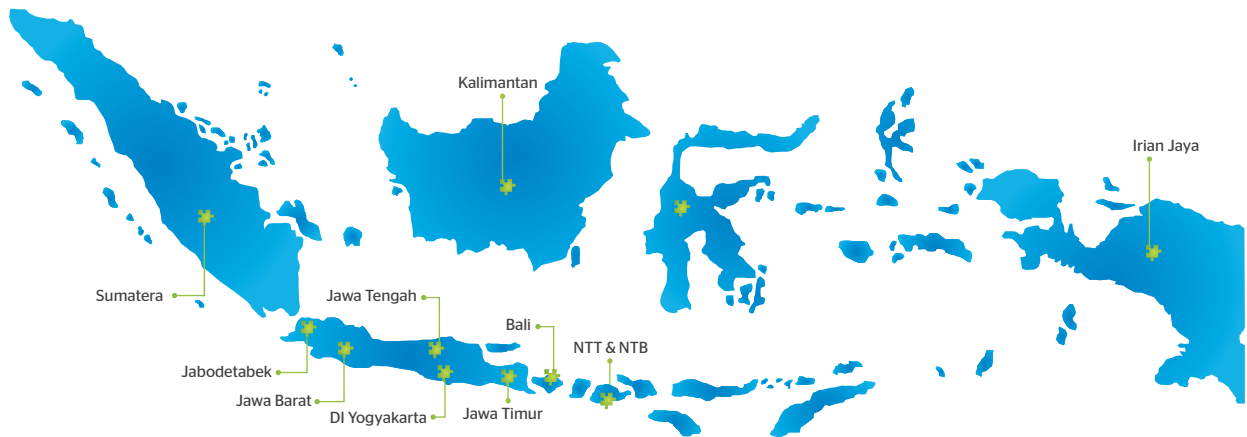 Kalimantan
Irian Jaya
Sumatera
Jawa Tengah
Bali
NTT & NTB
Jabodetabek
Jawa Barat
DI Yogyakarta
Jawa Timur